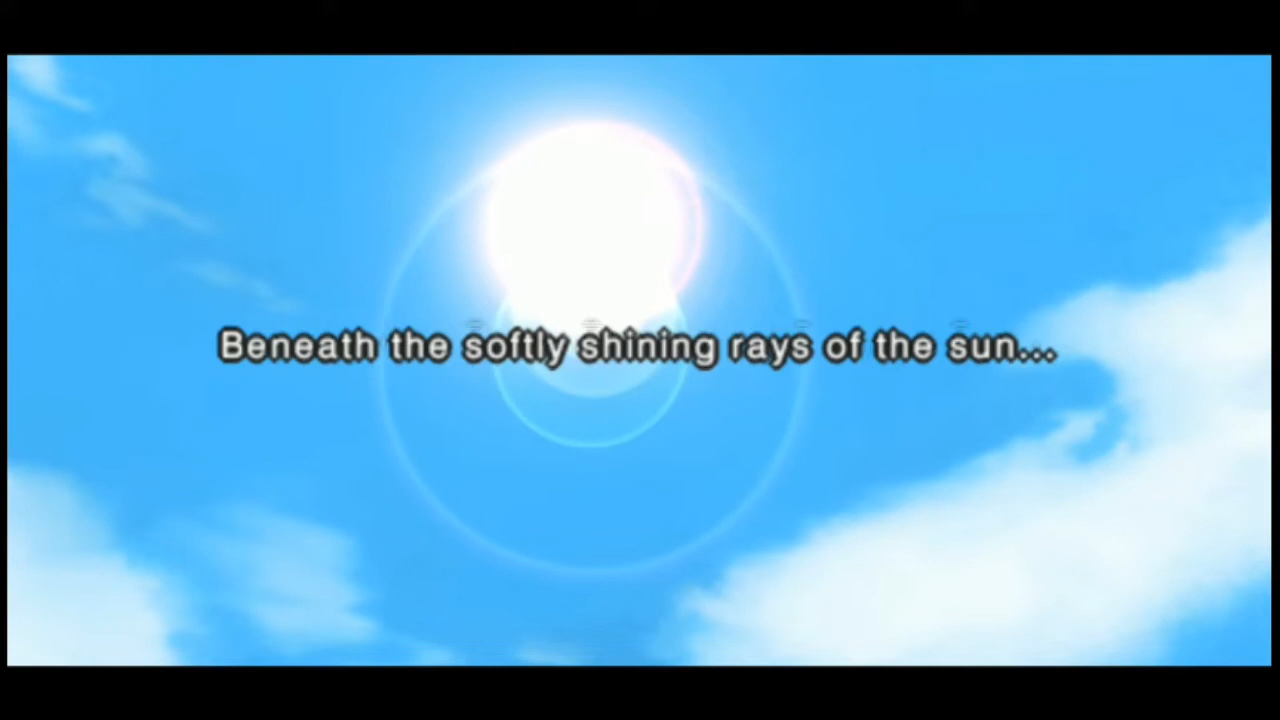 Beneath the softly shining rays of the sun...